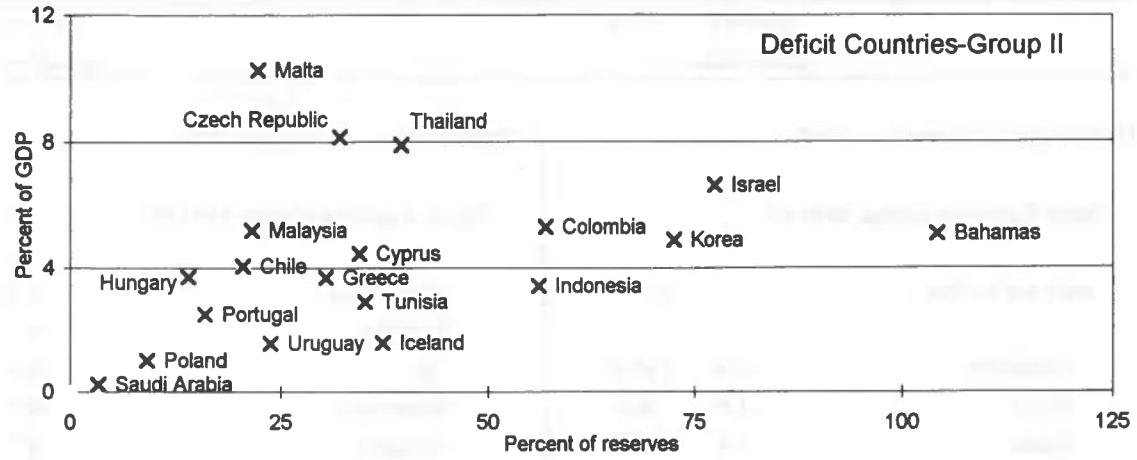 12
Deficit Countries-Group II
Malta
Czech Republic
Thailand
8
Percent of GDP
Israel
Malaysia
Colombia
Korea
Bahamas
Cyprus
4
Hungary
Chile
Greece
Indonesia
Tunisia
Portugal
Uruguay
Iceland
Poland
Saudi Arabia
0
0 25 50 75 100 125
Percent of reserves